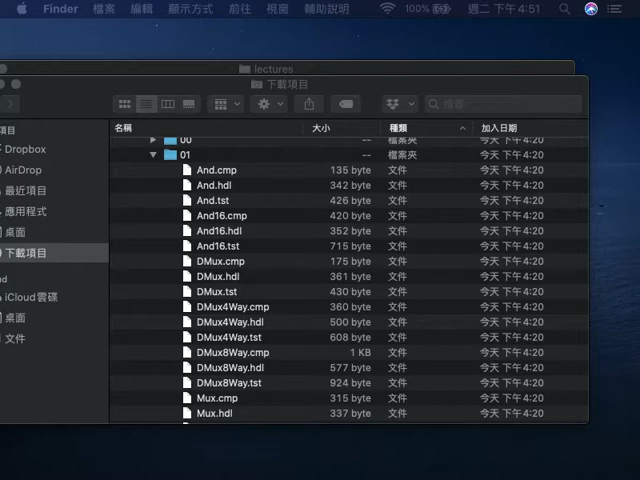 Finder 檔案 編輯 顯示方式 前往 視窗 輔助說明 100% 週二 下午4:51
lectures
下載項目
搜尋
項目
名稱 大小 種類 加入日期
00 -- 檔案夾 今天 下午4:20
01 -- 檔案夾 今天 下午4:20
And.cmp 135 byte 文件 今天 下午4:20
And.hdl 342 byte 文件 今天 下午4:20
And.tst 426 byte 文件 今天 下午4:20
And16.cmp 420 byte 文件 今天 下午4:20
And16.hdl 352 byte 文件 今天 下午4:20
And16.tst 715 byte 文件 今天 下午4:20
DMux.cmp 175 byte 文件 今天 下午4:20
DMux.hdl 361 byte 文件 今天 下午4:20
DMux.tst 430 byte 文件 今天 下午4:20
DMux4Way.cmp 360 byte 文件 今天 下午4:20
DMux4Way.hdl 500 byte 文件 今天 下午4:20
DMux4Way.tst 608 byte 文件 今天 下午4:20
DMux8Way.cmp 1 KB 文件 今天 下午4:20
DMux8Way.hdl 577 byte 文件 今天 下午4:20
DMux8Way.tst 924 byte 文件 今天 下午4:20
Mux.cmp 315 byte 文件 今天 下午4:20
Mux.hdl 337 byte 文件 今天 下午4:20
Dropbox
AirDrop
最近項目
應用程式
桌面
下載項目
iCloud雲碟
桌面
文件